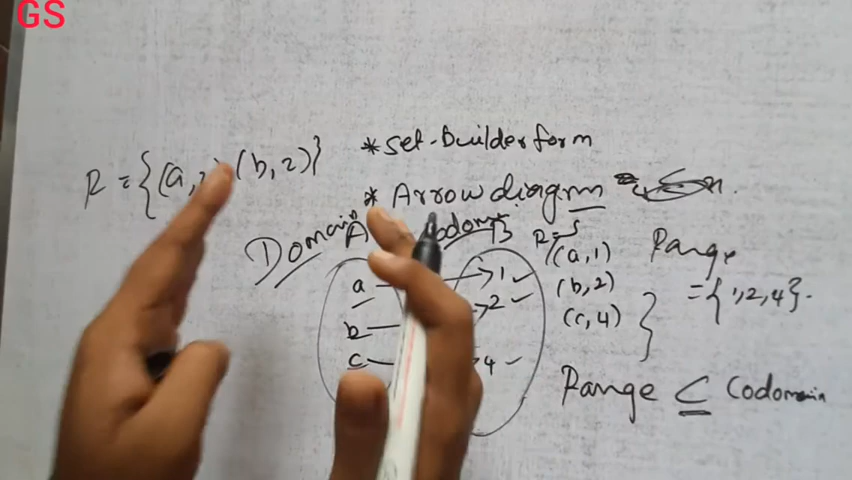 GS
R = {(a, 1) (b, 2)}
* Set-Builder form
* Arrow diagram
Domain
A
B
R = {
(a, 1)
(b, 2)
(c, 4) }
a
b
c
1 ✓
2 ✓
4 ✓
Range
= {1, 2, 4}.
Range ⊆ Codomain